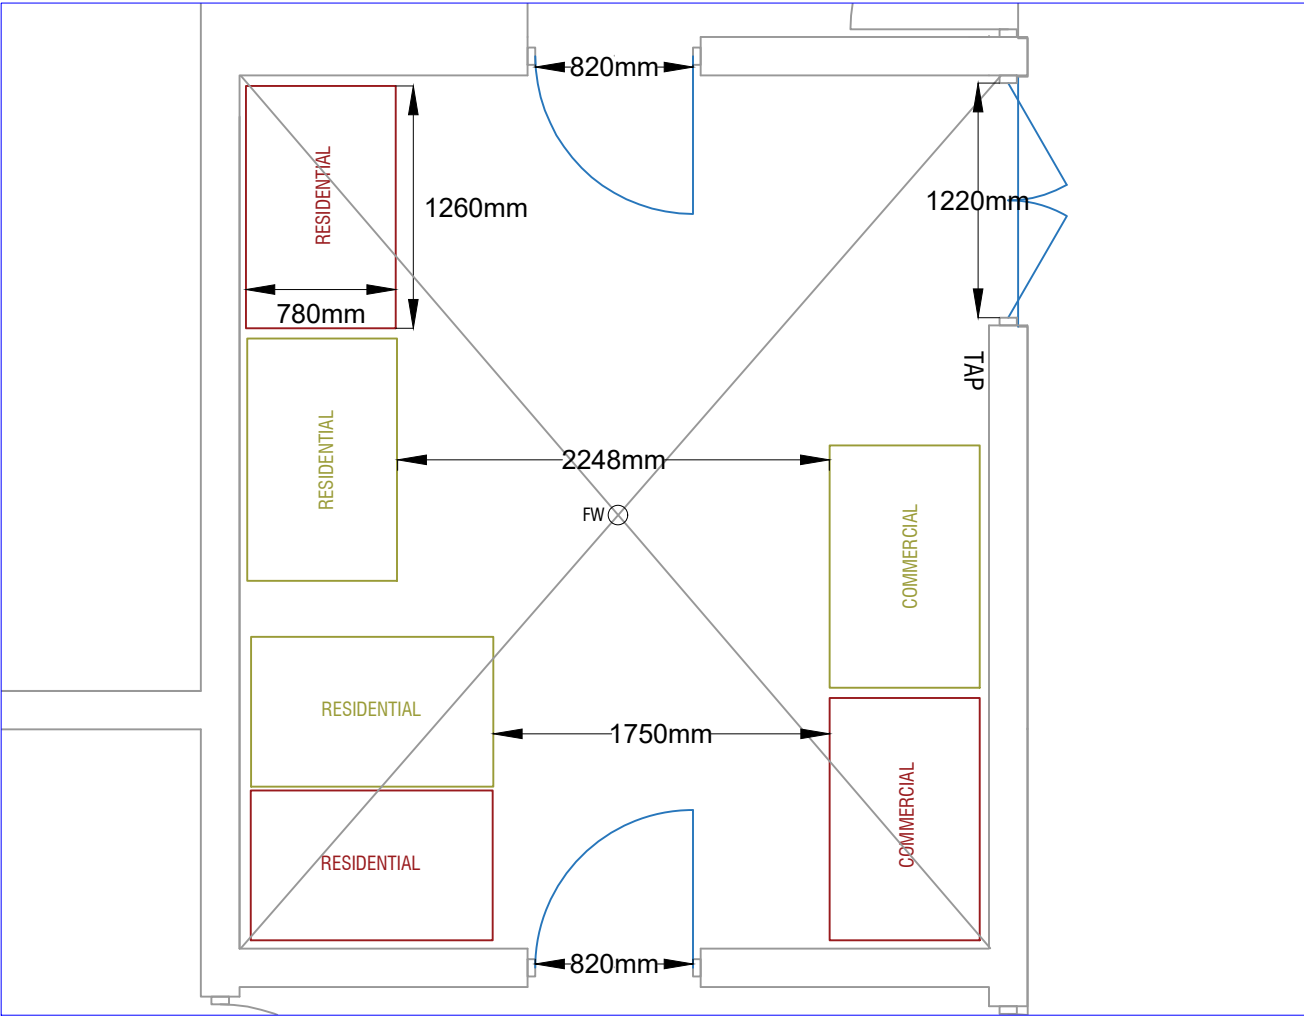 820mm
RESIDENTIAL
1260mm
1220mm
780mm
TAP
RESIDENTIAL
2248mm
FW
COMMERCIAL
RESIDENTIAL
1750mm
COMMERCIAL
RESIDENTIAL
820mm